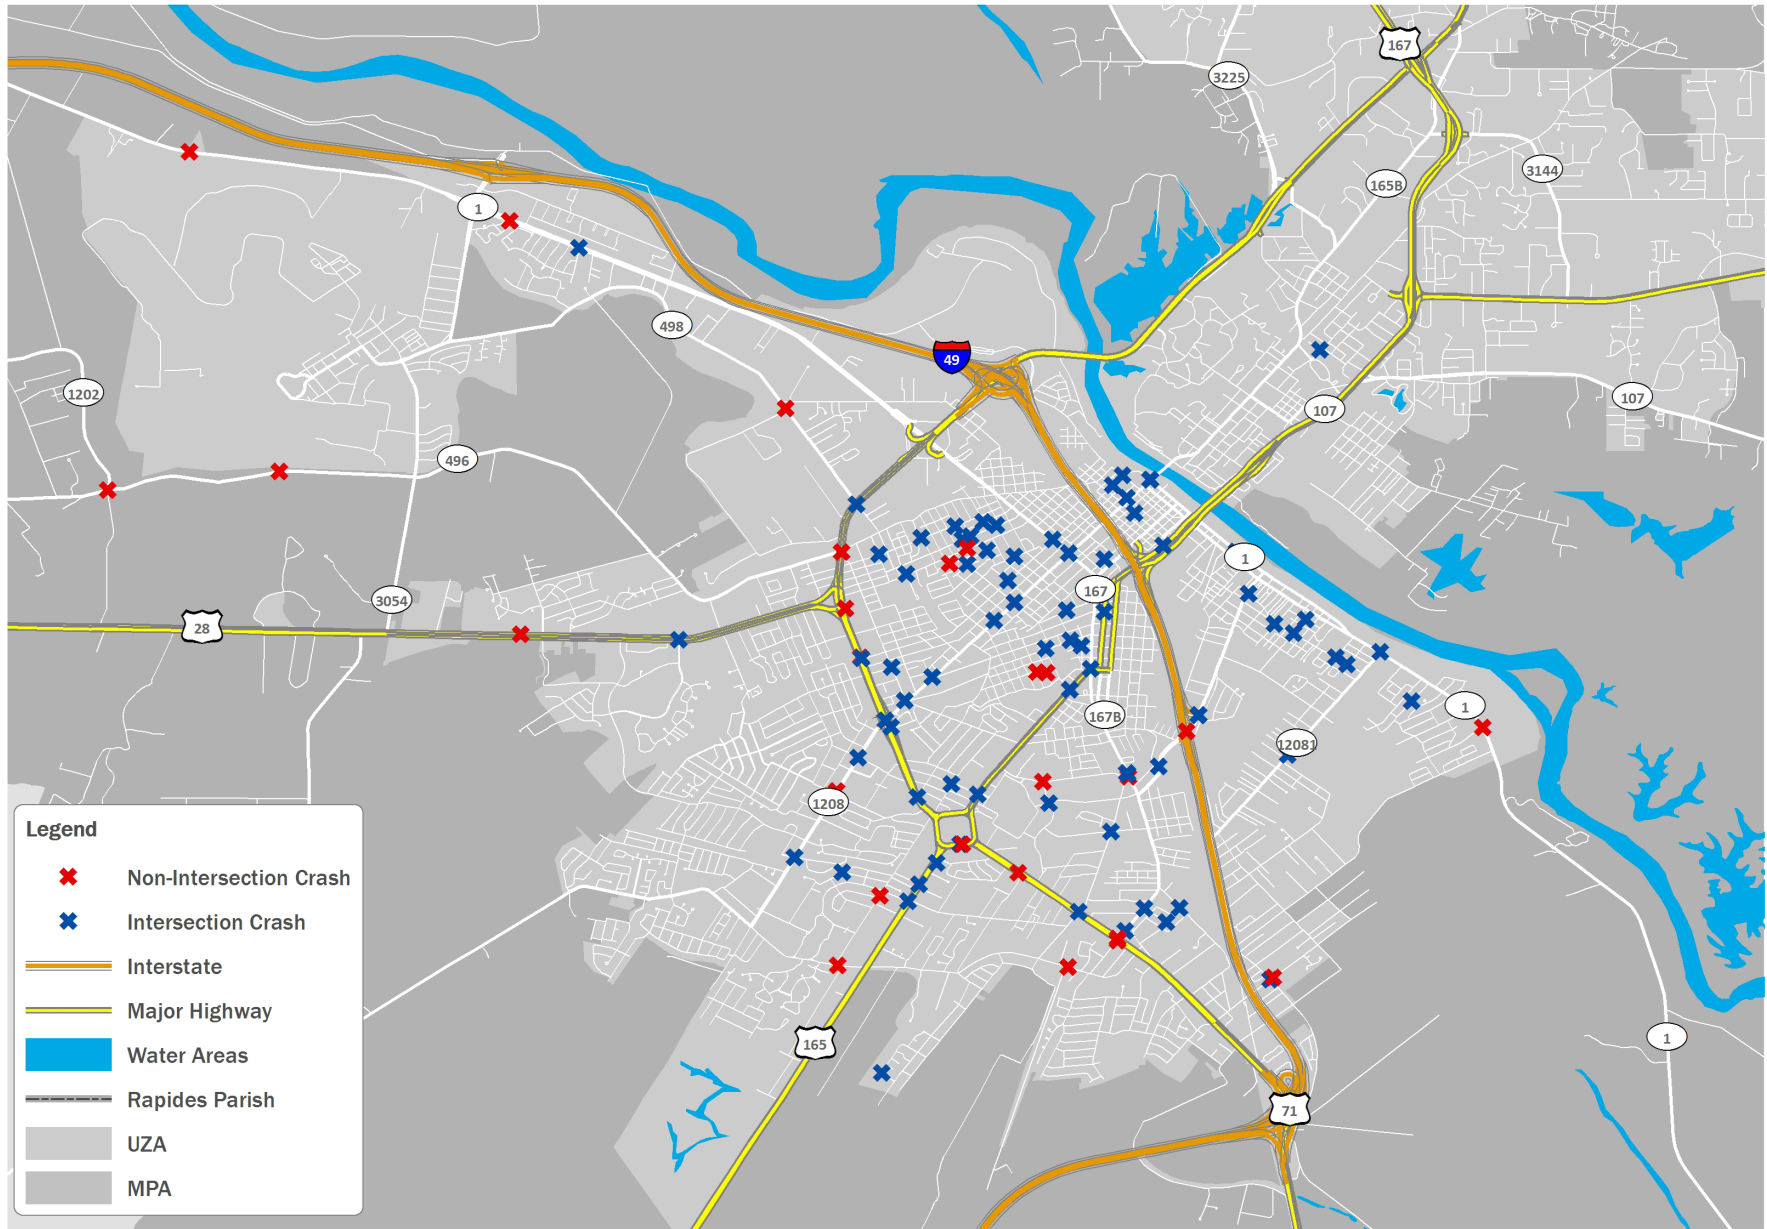 167
3225
3144
165B
1
498
49
1202
107
107
496
1
3054
167
28
1
167B
12081
1208
165
1
71
Legend
Non-Intersection Crash
Intersection Crash
Interstate
Major Highway
Water Areas
Rapides Parish
UZA
MPA